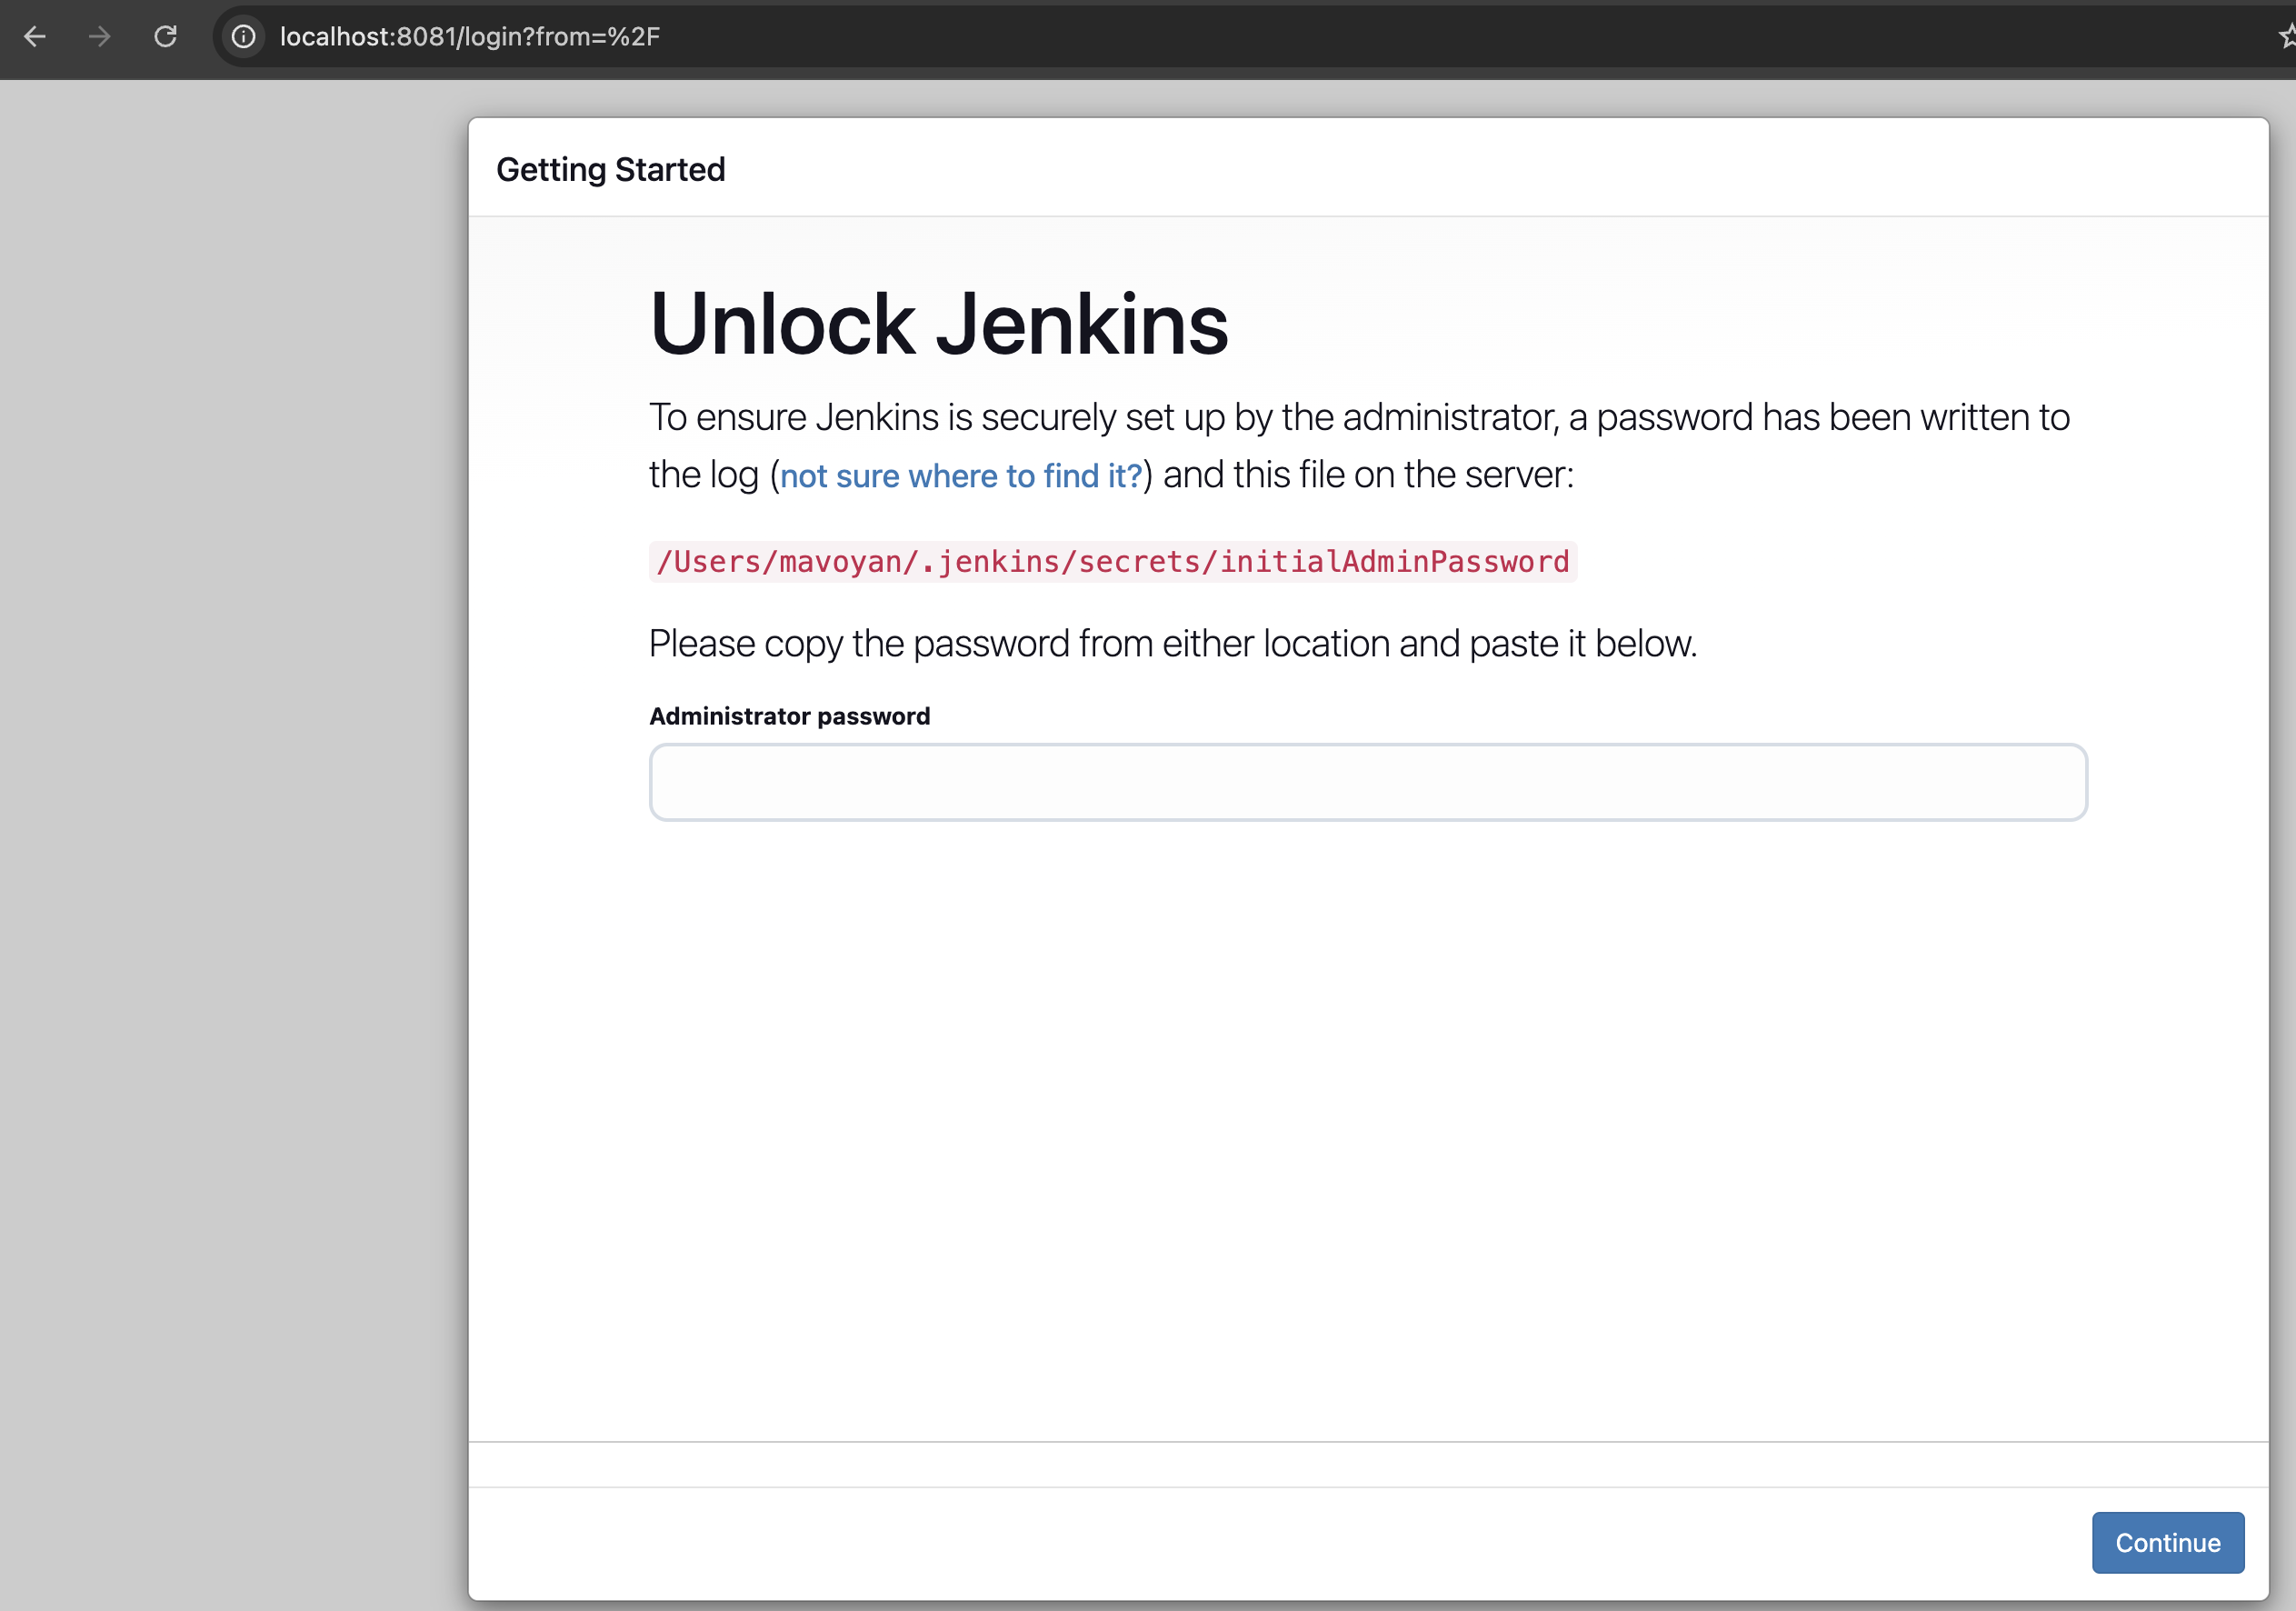 localhost:8081/login?from=%2F
Getting Started
Unlock Jenkins
To ensure Jenkins is securely set up by the administrator, a password has been written to
the log (not sure where to find it?) and this file on the server:
/Users/mavoyan/.jenkins/secrets/initialAdminPassword
Please copy the password from either location and paste it below.
Administrator password
Continue